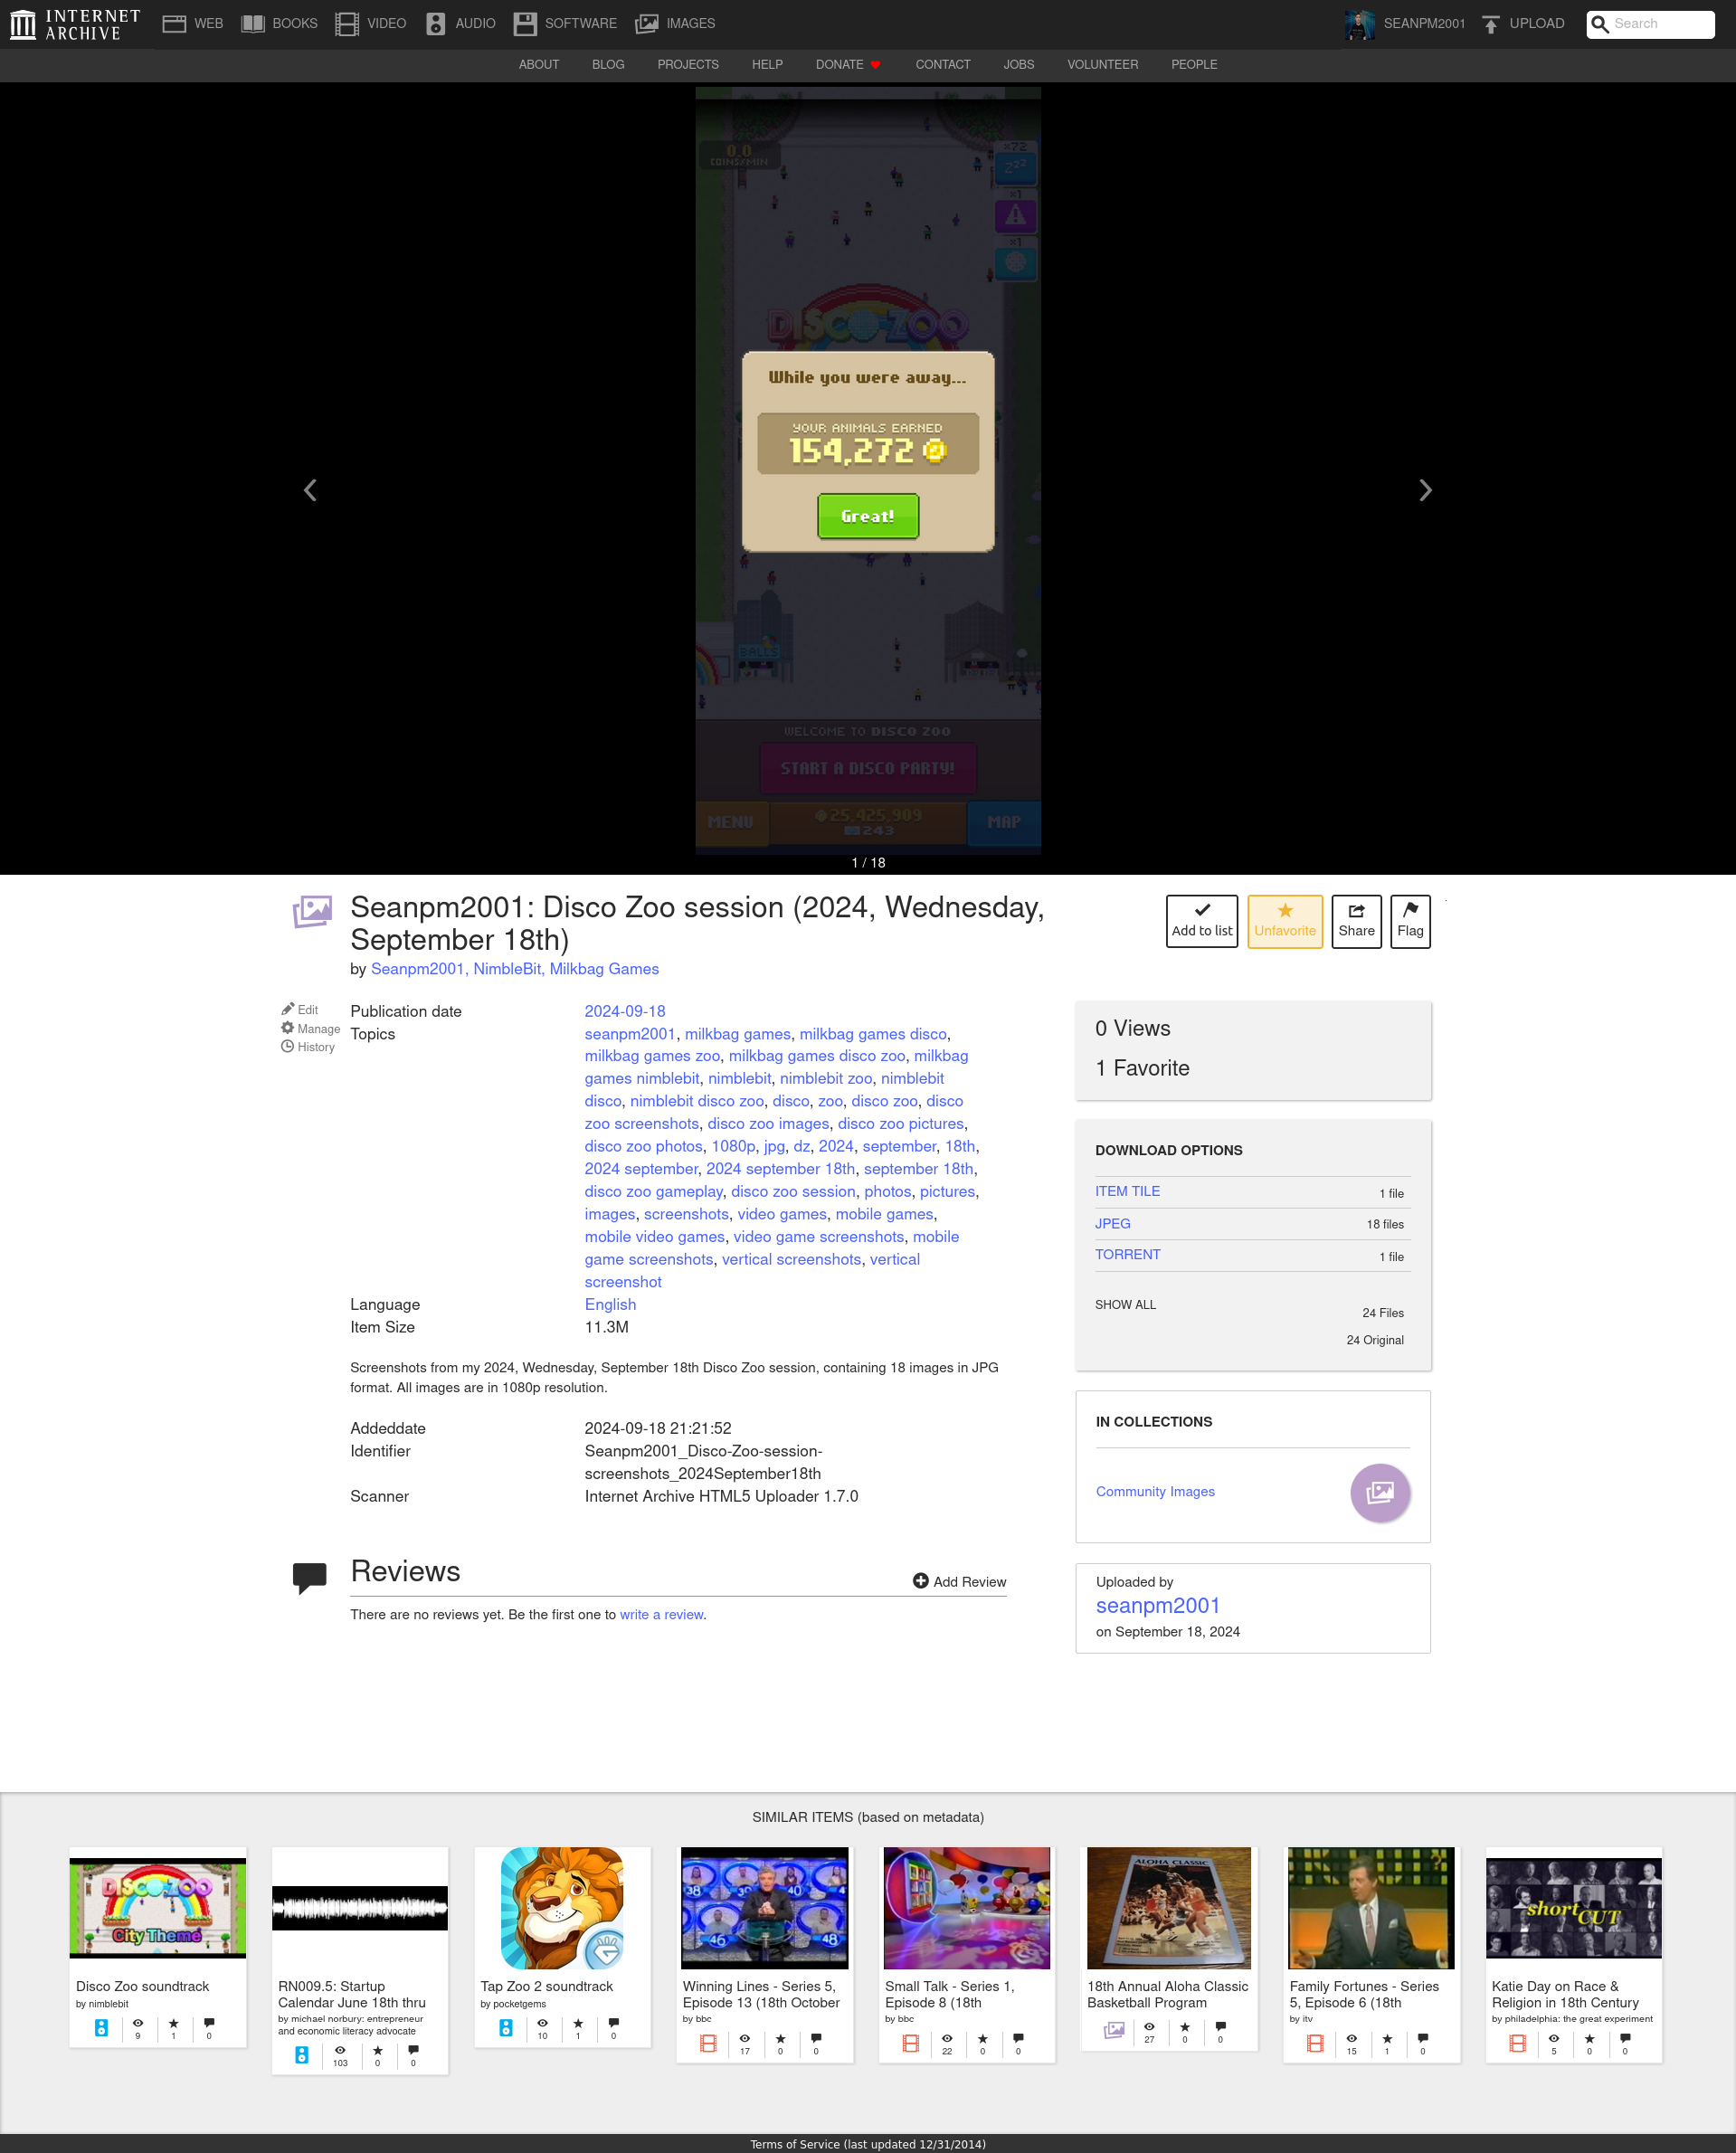 INTERNET ARCHIVE
WEB
BOOKS
VIDEO
AUDIO
SOFTWARE
IMAGES
SEANPM2001
UPLOAD
Search
ABOUT
BLOG
PROJECTS
HELP
DONATE
CONTACT
JOBS
VOLUNTEER
PEOPLE
0.0
COINS/MIN
x72
zzz
x1
x1
DISCO ZOO
While you were away...
YOUR ANIMALS EARNED
154,272
Great!
BALLS
WELCOME TO DISCO ZOO
START A DISCO PARTY!
MENU
25,425,909
243
MAP
1 / 18
Seanpm2001: Disco Zoo session (2024, Wednesday,
September 18th)
by Seanpm2001, NimbleBit, Milkbag Games
Add to list
Unfavorite
Share
Flag
Edit
Manage
History
Publication date 2024-09-18
Topics seanpm2001, milkbag games, milkbag games disco,
milkbag games zoo, milkbag games disco zoo, milkbag
games nimblebit, nimblebit, nimblebit zoo, nimblebit
disco, nimblebit disco zoo, disco, zoo, disco zoo, disco
zoo screenshots, disco zoo images, disco zoo pictures,
disco zoo photos, 1080p, jpg, dz, 2024, september, 18th,
2024 september, 2024 september 18th, september 18th,
disco zoo gameplay, disco zoo session, photos, pictures,
images, screenshots, video games, mobile games,
mobile video games, video game screenshots, mobile
game screenshots, vertical screenshots, vertical
screenshot
Language English
Item Size 11.3M
Screenshots from my 2024, Wednesday, September 18th Disco Zoo session, containing 18 images in JPG
format. All images are in 1080p resolution.
Addeddate 2024-09-18 21:21:52
Identifier Seanpm2001_Disco-Zoo-session-
screenshots_2024September18th
Scanner Internet Archive HTML5 Uploader 1.7.0
Reviews
Add Review
There are no reviews yet. Be the first one to write a review.
0 Views
1 Favorite
DOWNLOAD OPTIONS
ITEM TILE 1 file
JPEG 18 files
TORRENT 1 file
SHOW ALL 24 Files
24 Original
IN COLLECTIONS
Community Images
Uploaded by
seanpm2001
on September 18, 2024
SIMILAR ITEMS (based on metadata)
DISCO ZOO
City Theme
Disco Zoo soundtrack
by nimblebit
9 1 0
RN009.5: Startup
Calendar June 18th thru
by michael norbury: entrepreneur
and economic literacy advocate
103 0 0
Tap Zoo 2 soundtrack
by pocketgems
10 1 0
38 30 40
46 48
Winning Lines - Series 5,
Episode 13 (18th October
by bbc
17 0 0
Small Talk - Series 1,
Episode 8 (18th
by bbc
22 0 0
ALOHA CLASSIC
18th Annual Aloha Classic
Basketball Program
27 0 0
Family Fortunes - Series
5, Episode 6 (18th
by itv
15 1 0
short CUT
Katie Day on Race &
Religion in 18th Century
by philadelphia: the great experiment
5 0 0
Terms of Service (last updated 12/31/2014)